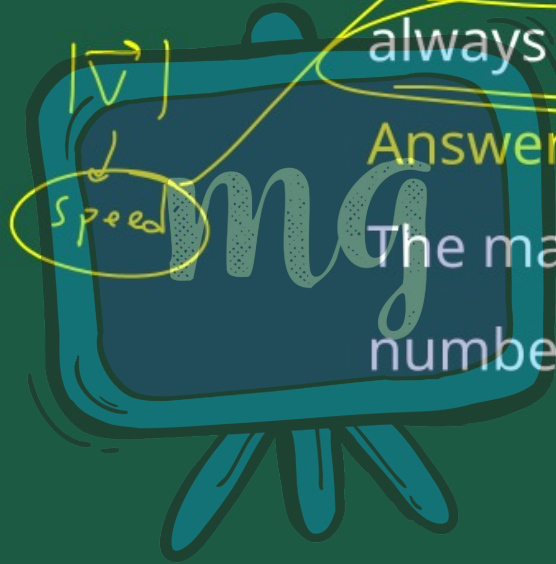 always
|V|
Answer
speed
mg
The ma
numbe